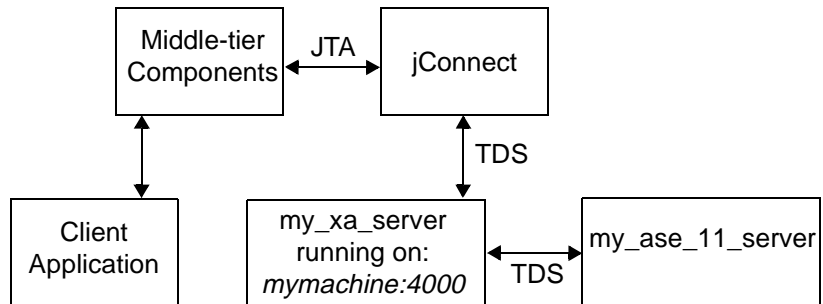 Middle-tier
Components
JTA
jConnect
TDS
Client
Application
my_xa_server
running on:
mymachine:4000
TDS
my_ase_11_server